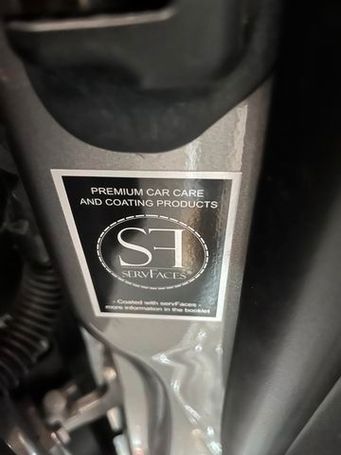 PREMIUM CAR CARE
AND COATING PRODUCTS
SF
SERVFACES®
- Coated with servFaces -
more information in the booklet